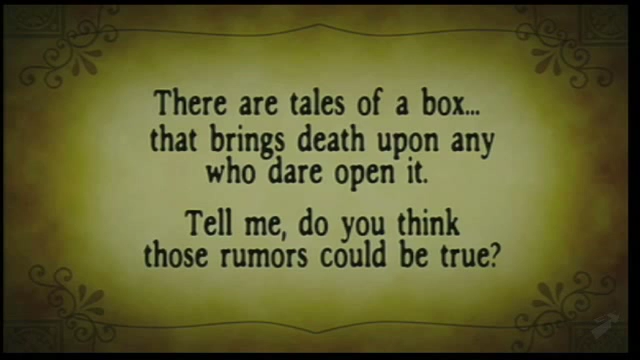 There are tales of a box...
that brings death upon any
who dare open it.
Tell me, do you think
those rumors could be true?